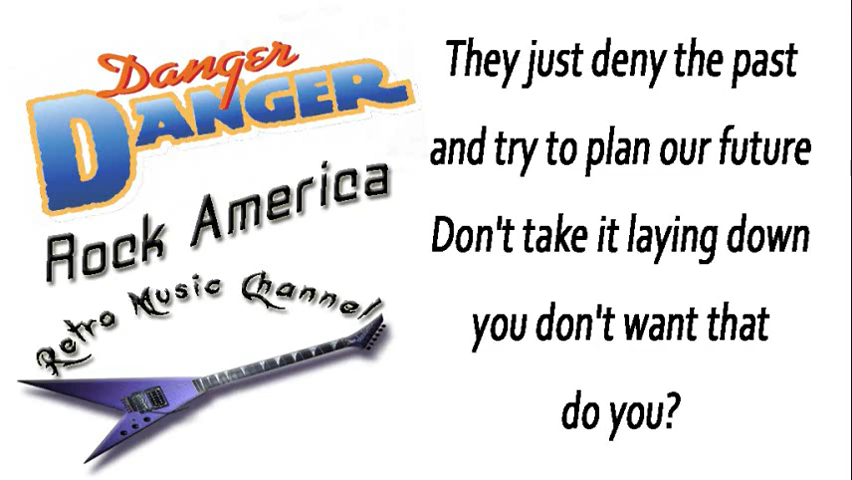 Danger
DANGER
Rock America
Retro Music Channel
They just deny the past
and try to plan our future
Don't take it laying down
you don't want that
do you?